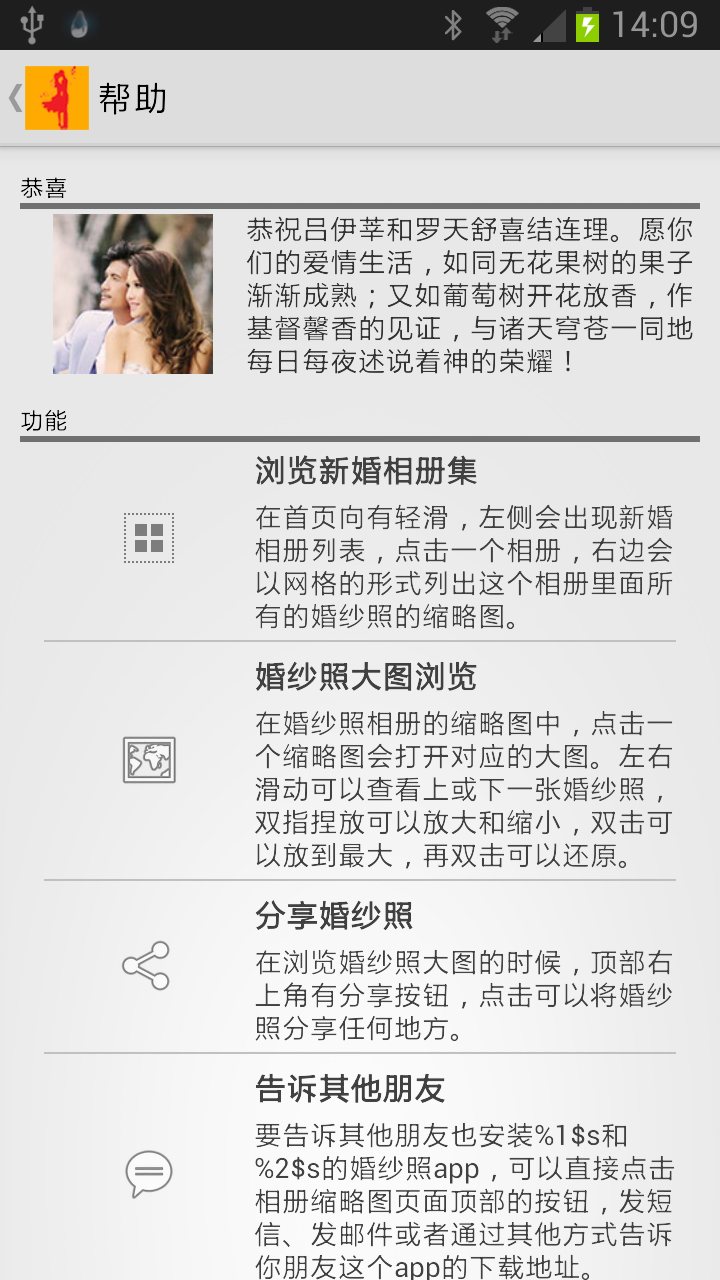 14:09
帮助
恭喜
恭祝吕伊莘和罗天舒喜结连理。愿你
们的爱情生活，如同无花果树的果子
渐渐成熟；又如葡萄树开花放香，作
基督馨香的见证，与诸天穹苍一同地
每日每夜述说着神的荣耀！
功能
浏览新婚相册集
在首页向有轻滑，左侧会出现新婚
相册列表，点击一个相册，右边会
以网格的形式列出这个相册里面所
有的婚纱照的缩略图。
婚纱照大图浏览
在婚纱照相册的缩略图中，点击一
个缩略图会打开对应的大图。左右
滑动可以查看上或下一张婚纱照，
双指捏放可以放大和缩小，双击可
以放到最大，再双击可以还原。
分享婚纱照
在浏览婚纱照大图的时候，顶部右
上角有分享按钮，点击可以将婚纱
照分享任何地方。
告诉其他朋友
要告诉其他朋友也安装%1$s和
%2$s的婚纱照app，可以直接点击
相册缩略图页面顶部的按钮，发短
信、发邮件或者通过其他方式告诉
你朋友这个app的下载地址。